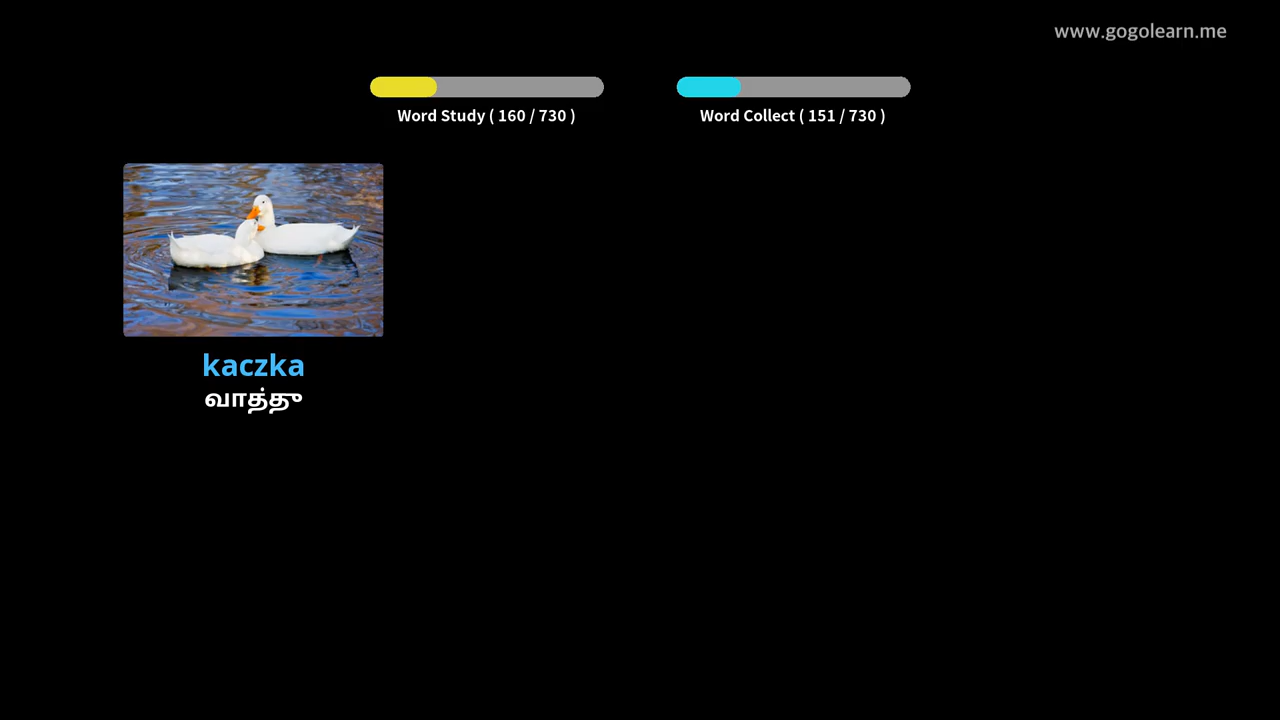 www.gogolearn.me
Word Study ( 160 / 730 )
Word Collect ( 151 / 730 )
kaczka
வாத்து